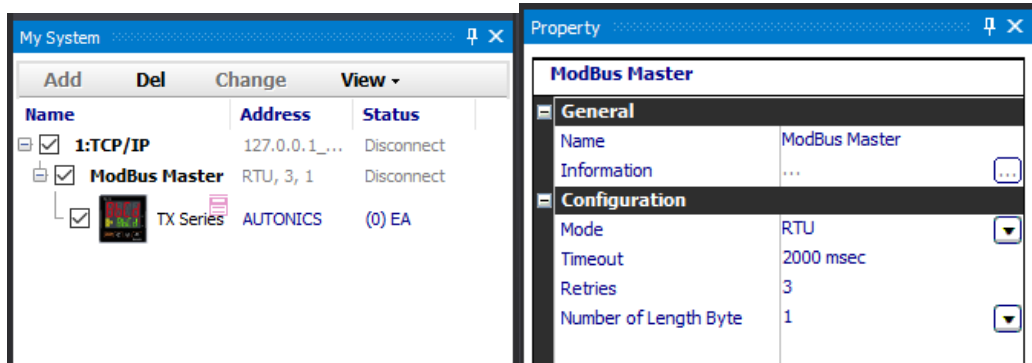 My System
Add Del Change View
Name Address Status
1:TCP/IP 127.0.0.1_... Disconnect
ModBus Master RTU, 3, 1 Disconnect
TX Series AUTONICS (0) EA
Property
ModBus Master
General
Name ModBus Master
Information ... ...
Configuration
Mode RTU
Timeout 2000 msec
Retries 3
Number of Length Byte 1